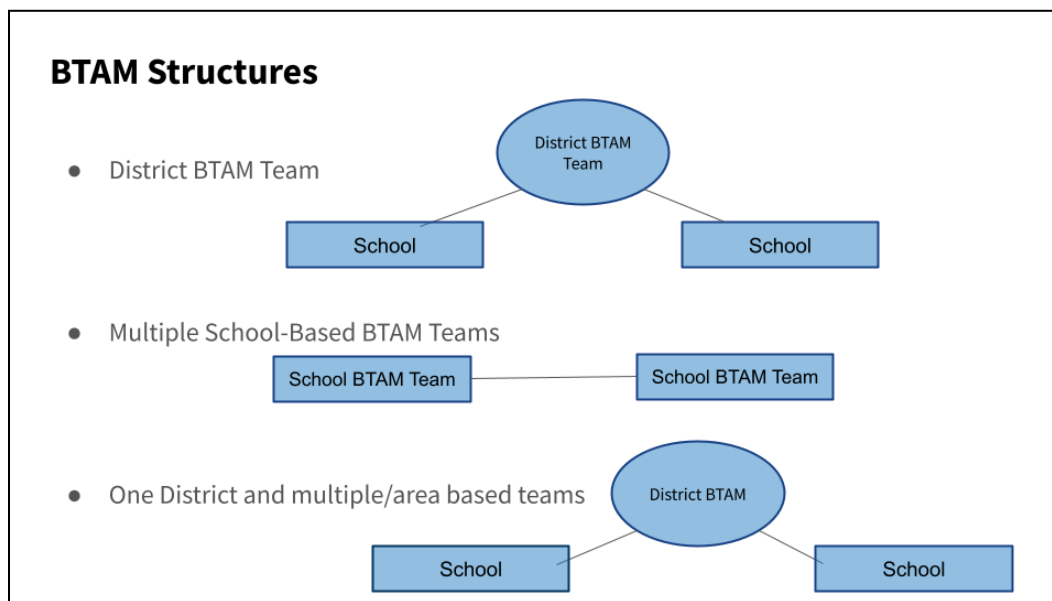 BTAM Structures
District BTAM
Team
● District BTAM Team
School
School
● Multiple School-Based BTAM Teams
School BTAM Team
School BTAM Team
● One District and multiple/area based teams
District BTAM
School
School